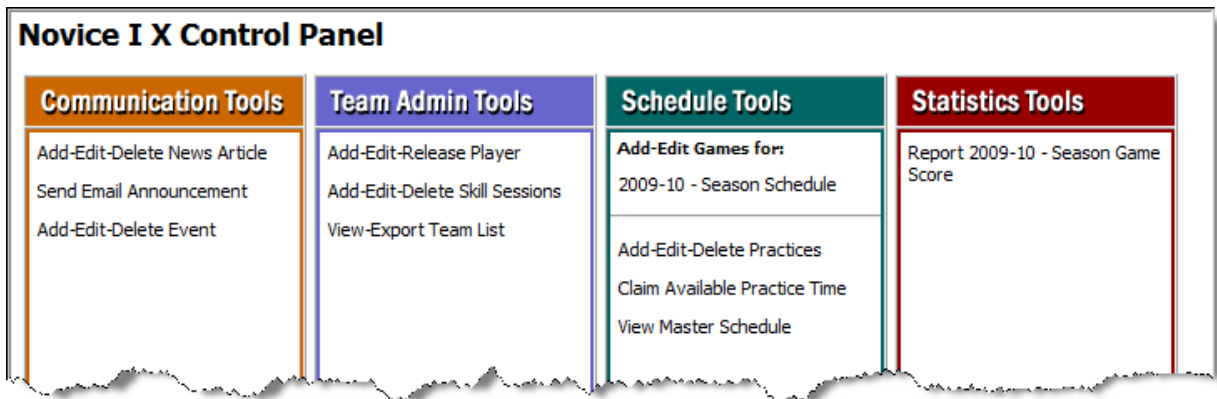 Novice I X Control Panel
Communication Tools
Add-Edit-Delete News Article
Send Email Announcement
Add-Edit-Delete Event
Team Admin Tools
Add-Edit-Release Player
Add-Edit-Delete Skill Sessions
View-Export Team List
Schedule Tools
Add-Edit Games for:
2009-10 - Season Schedule
Add-Edit-Delete Practices
Claim Available Practice Time
View Master Schedule
Statistics Tools
Report 2009-10 - Season Game
Score